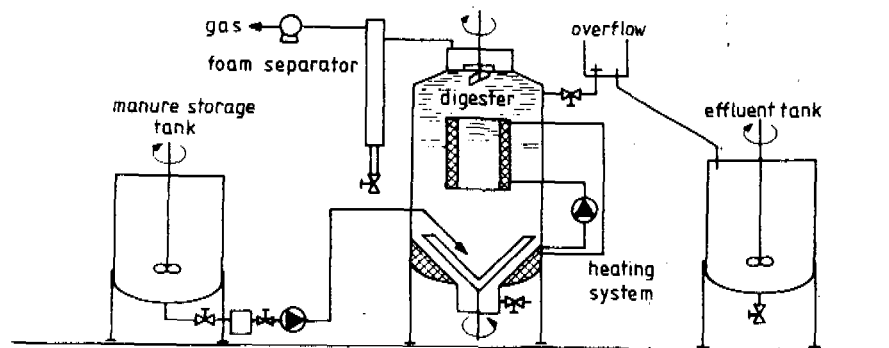 gas
foam separator
manure storage
tank
digester
overflow
effluent tank
heating
system